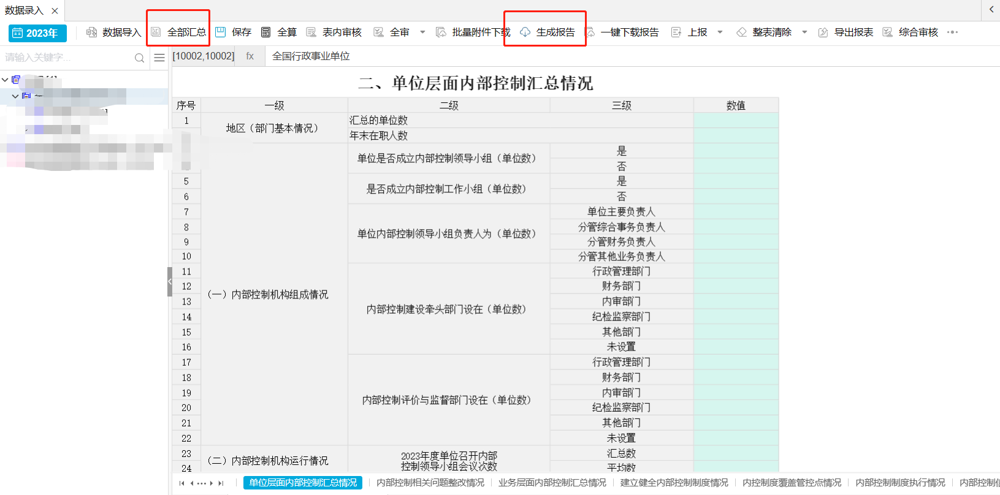 数据录入
2023年 数据导入 全部汇总 保存 全算 表内审核 全审 批量附件下载 生成报告 一键下载报告 上报 整表清除 导出报表 综合审核
请输入关键字...
[10002,10002] fx 全国行政事业单位
二、单位层面内部控制汇总情况
序号 一级 二级 三级 数值
1 地区（部门基本情况） 汇总的单位数
年末在职人数
单位是否成立内部控制领导小组（单位数） 是
否
5 是否成立内部控制工作小组（单位数） 是
6 否
7 单位内部控制领导小组负责人为（单位数） 单位主要负责人
8 分管综合事务负责人
9 分管财务负责人
10 分管其他业务负责人
11 行政管理部门
12 财务部门
（一）内部控制机构组成情况
13 内部控制建设牵头部门设在（单位数） 内审部门
14 纪检监察部门
15 其他部门
16 未设置
17 行政管理部门
18 财务部门
19 内部控制评价与监督部门设在（单位数） 内审部门
20 纪检监察部门
21 其他部门
22 未设置
23 （二）内部控制机构运行情况 2023年度单位召开内部 汇总数
24 控制领导小组会议次数 平均数
单位层面内部控制汇总情况 内部控制相关问题整改情况 业务层面内部控制汇总情况 建立健全内部控制制度情况 内控制度覆盖管控点情况 内部控制制度执行情况 内部控制信